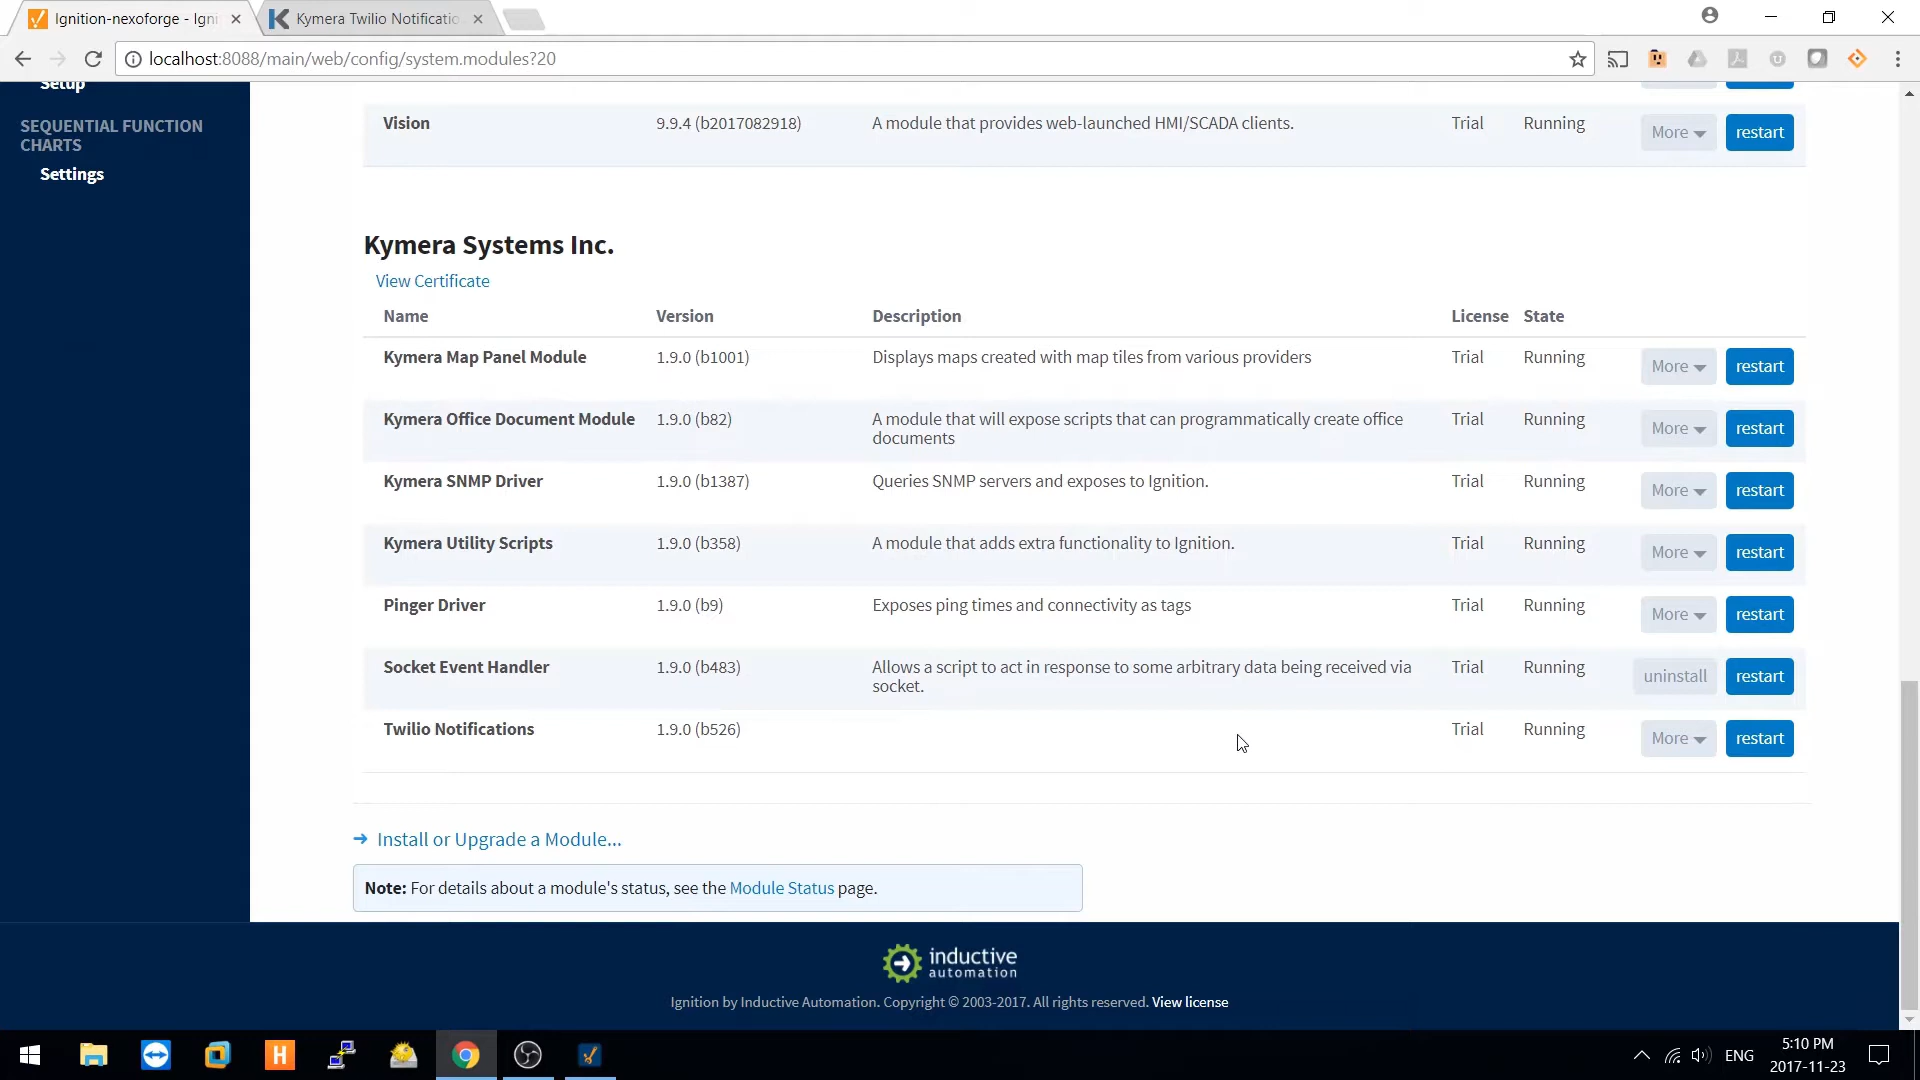 Ignition-nexoforge - Igni
Kymera Twilio Notificatio
localhost:8088/main/web/config/system.modules?20
Setup
SEQUENTIAL FUNCTION
CHARTS
Settings
Vision 9.9.4 (b2017082918) A module that provides web-launched HMI/SCADA clients. Trial Running More restart
Kymera Systems Inc.
View Certificate
Name Version Description License State
Kymera Map Panel Module 1.9.0 (b1001) Displays maps created with map tiles from various providers Trial Running More restart
Kymera Office Document Module 1.9.0 (b82) A module that will expose scripts that can programmatically create office Trial Running More restart
documents
Kymera SNMP Driver 1.9.0 (b1387) Queries SNMP servers and exposes to Ignition. Trial Running More restart
Kymera Utility Scripts 1.9.0 (b358) A module that adds extra functionality to Ignition. Trial Running More restart
Pinger Driver 1.9.0 (b9) Exposes ping times and connectivity as tags Trial Running More restart
Socket Event Handler 1.9.0 (b483) Allows a script to act in response to some arbitrary data being received via Trial Running uninstall restart
socket.
Twilio Notifications 1.9.0 (b526) Trial Running More restart
Install or Upgrade a Module...
Note: For details about a module's status, see the Module Status page.
inductive
automation
Ignition by Inductive Automation. Copyright © 2003-2017. All rights reserved. View license
H
ENG
5:10 PM
2017-11-23